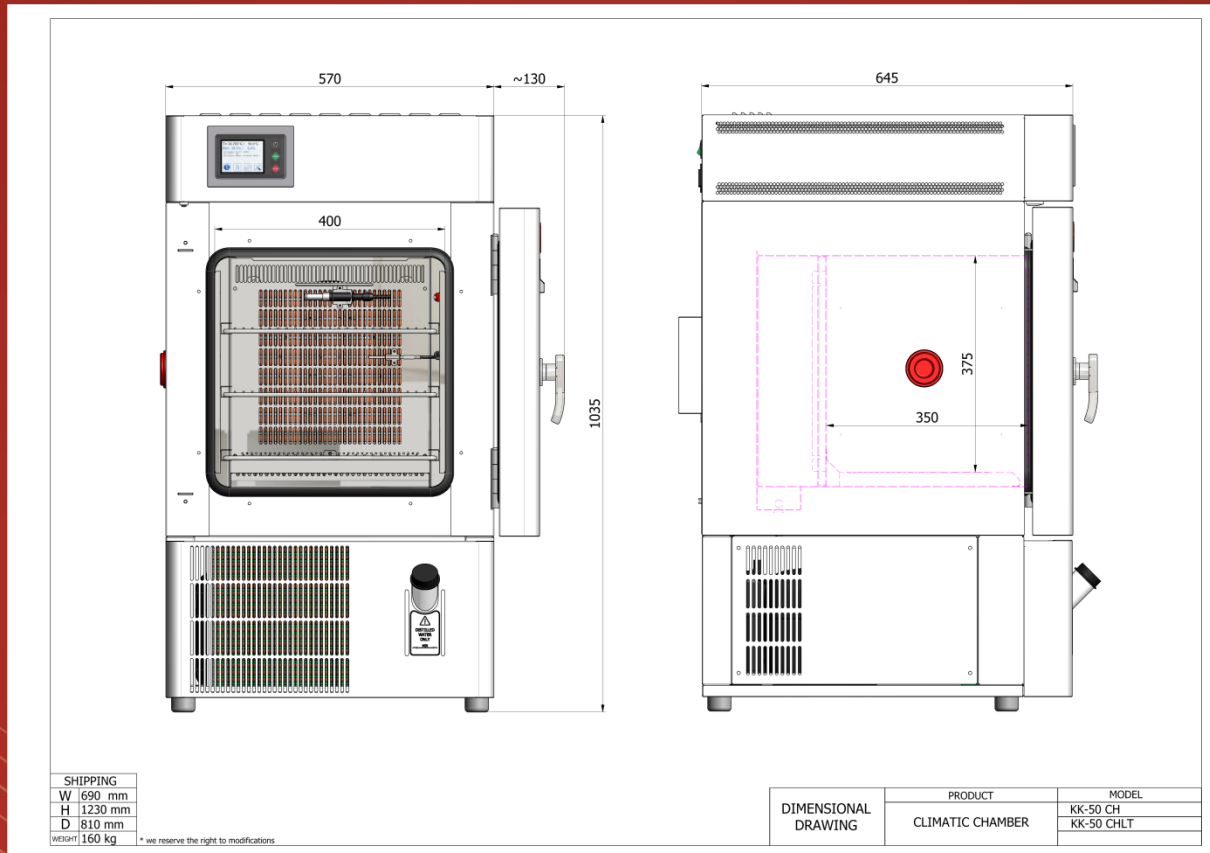 570
~130
645
400
1035
375
350
DISTILLED
WATER
ONLY
SHIPPING
W 690 mm
H 1230 mm
D 810 mm
WEIGHT 160 kg
* we reserve the right to modifications
DIMENSIONAL
DRAWING
PRODUCT
CLIMATIC CHAMBER
MODEL
KK-50 CH
KK-50 CHLT